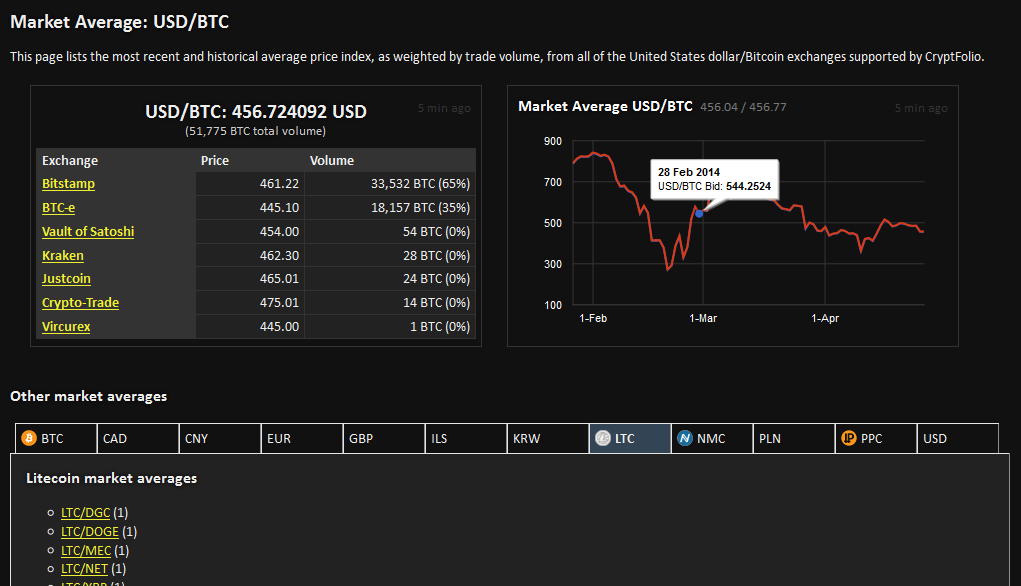 Market Average: USD/BTC
This page lists the most recent and historical average price index, as weighted by trade volume, from all of the United States dollar/Bitcoin exchanges supported by CryptFolio.
USD/BTC: 456.724092 USD
5 min ago
(51,775 BTC total volume)
Exchange Price Volume
Bitstamp 461.22 33,532 BTC (65%)
BTC-e 445.10 18,157 BTC (35%)
Vault of Satoshi 454.00 54 BTC (0%)
Kraken 462.30 28 BTC (0%)
Justcoin 465.01 24 BTC (0%)
Crypto-Trade 475.01 14 BTC (0%)
Vircurex 445.00 1 BTC (0%)
Market Average USD/BTC 456.04 / 456.77
5 min ago
900
700
500
300
100
28 Feb 2014
USD/BTC Bid: 544.2524
1-Feb 1-Mar 1-Apr
Other market averages
BTC CAD CNY EUR GBP ILS KRW LTC NMC PLN PPC USD
Litecoin market averages
LTC/DGC (1)
LTC/DOGE (1)
LTC/MEC (1)
LTC/NET (1)